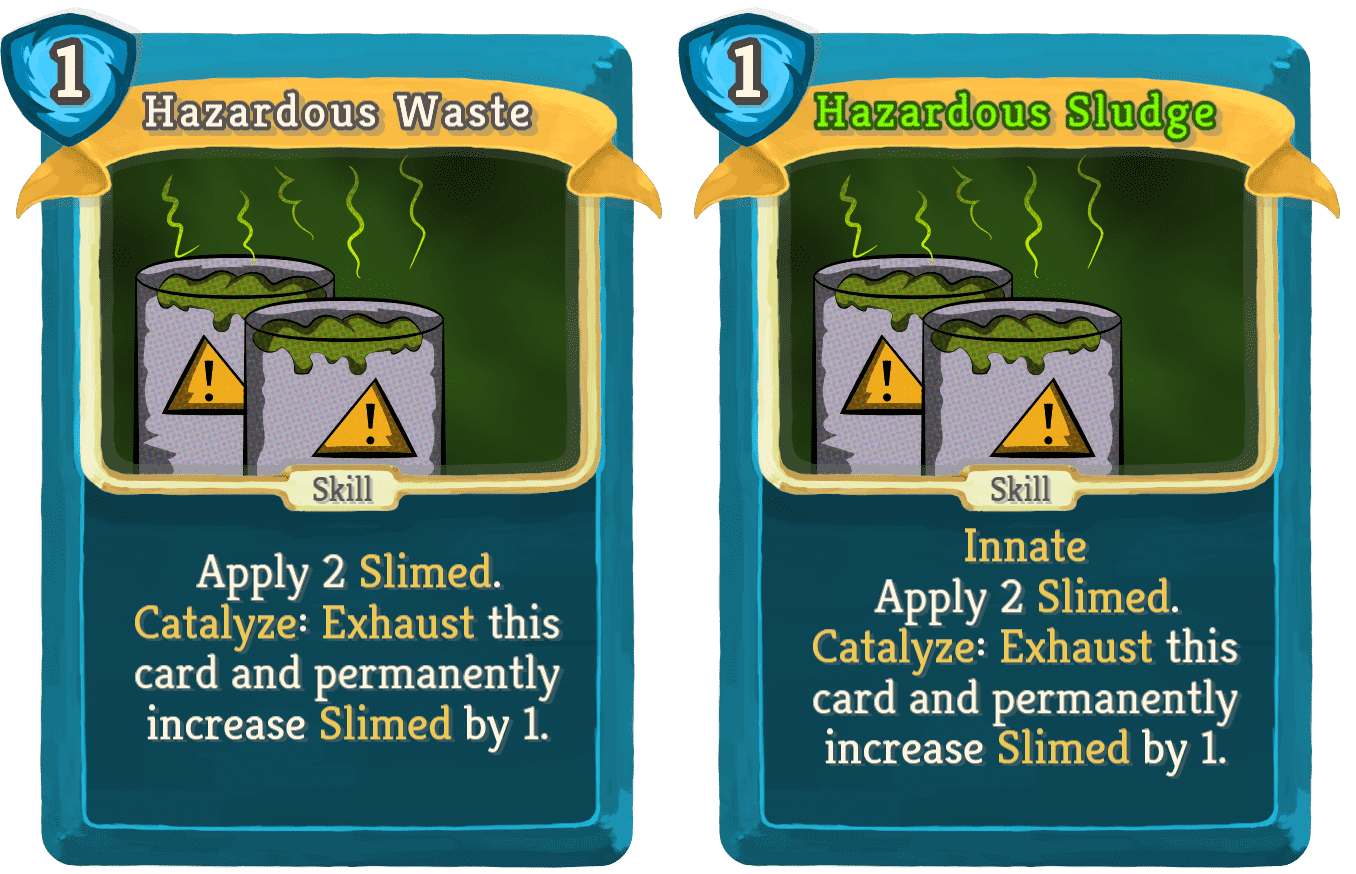 1
Hazardous Waste
!
!
Skill
Apply 2 Slimed.
Catalyze: Exhaust this
card and permanently
increase Slimed by 1.
1
Hazardous Sludge
!
!
Skill
Innate
Apply 2 Slimed.
Catalyze: Exhaust this
card and permanently
increase Slimed by 1.